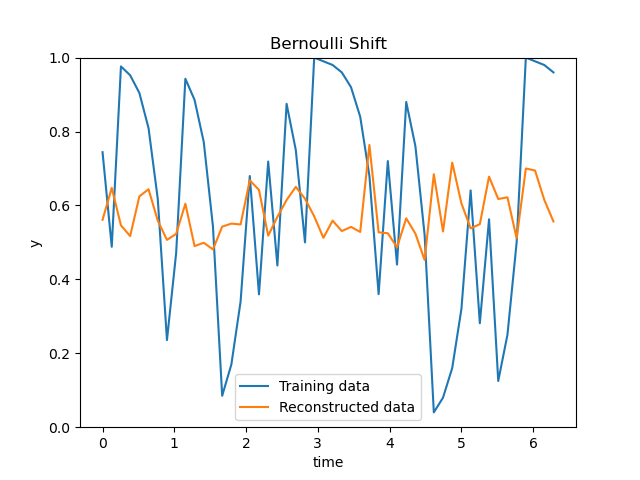 Bernoulli Shift
1.0
0.8
0.6
0.4
0.2
0.0
y
0 1 2 3 4 5 6
time
Training data
Reconstructed data